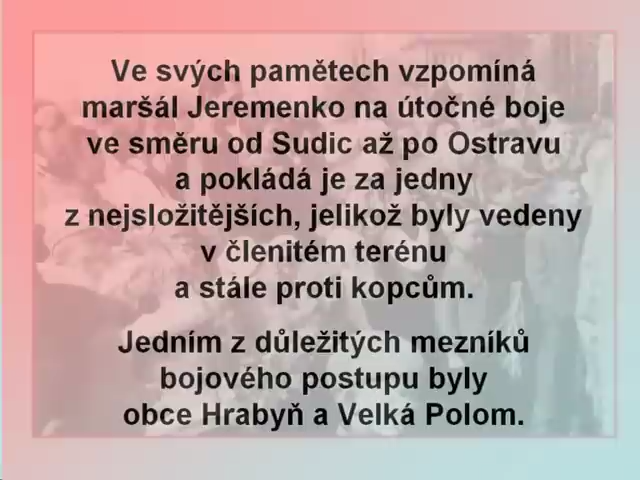 Ve svých pamětech vzpomíná
maršál Jeremenko na útočné boje
ve směru od Sudic až po Ostravu
a pokládá je za jedny
z nejsložitějších, jelikož byly vedeny
v členitém terénu
a stále proti kopcům.
Jedním z důležitých mezníků
bojového postupu byly
obce Hrabyň a Velká Polom.